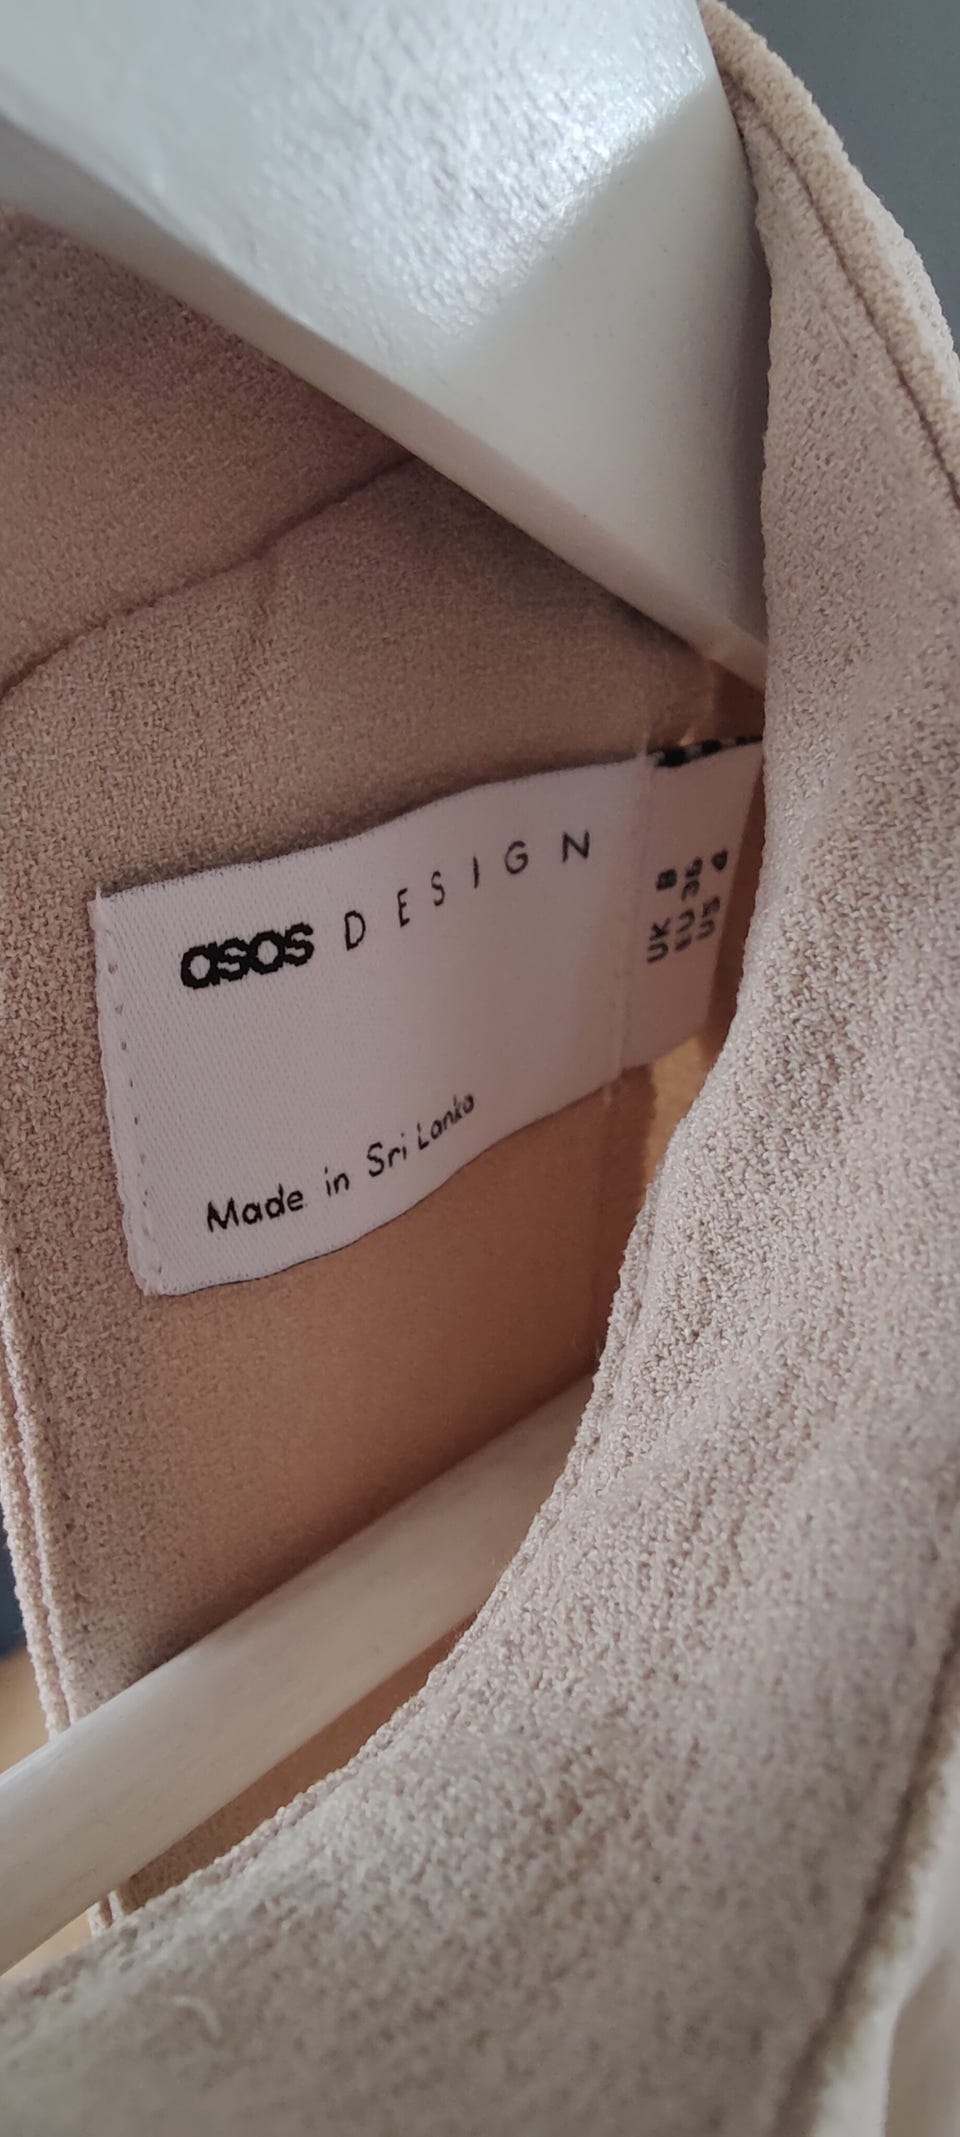 asos DESIGN
Made in Sri Lanka
UK 8
EU 36
US 4